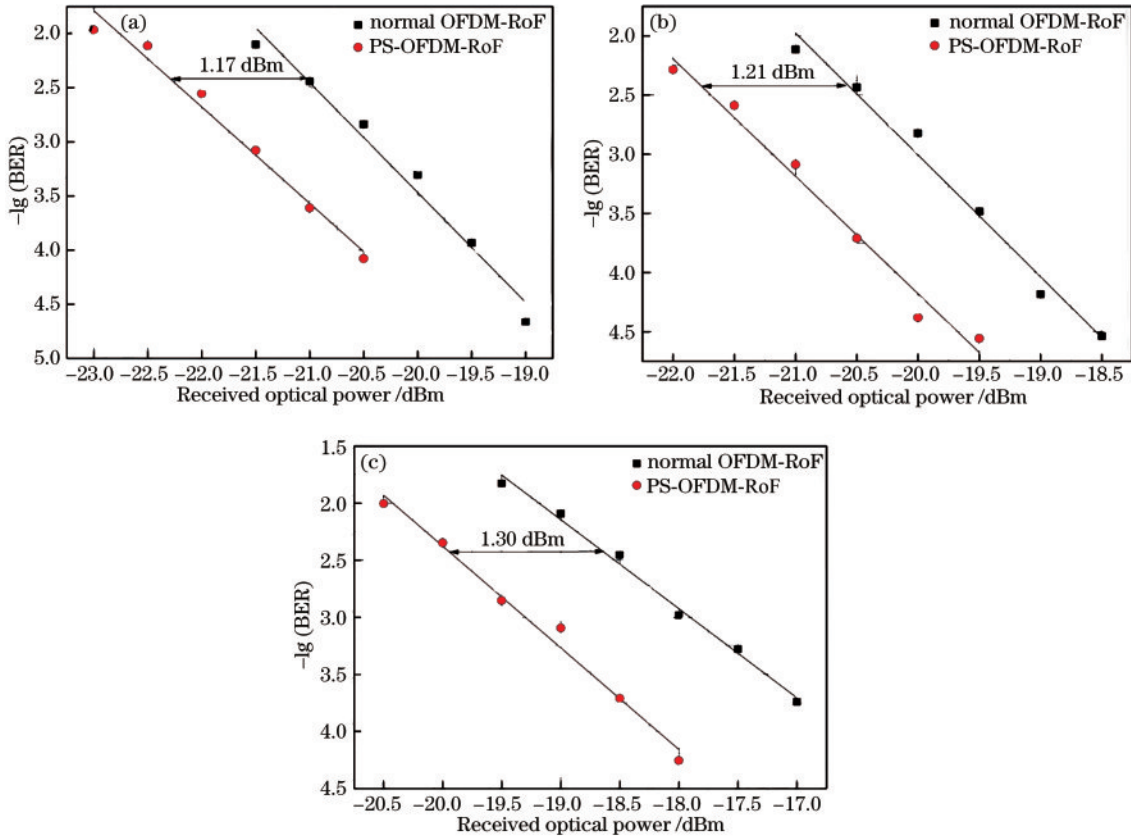 (a)
normal OFDM-RoF
PS-OFDM-RoF
1.17 dBm
2.0
2.5
3.0
3.5
4.0
4.5
5.0
−lg (BER)
−23.0 −22.5 −22.0 −21.5 −21.0 −20.5 −20.0 −19.5 −19.0
Received optical power /dBm
(b)
normal OFDM-RoF
PS-OFDM-RoF
1.21 dBm
2.0
2.5
3.0
3.5
4.0
4.5
−lg (BER)
−22.0 −21.5 −21.0 −20.5 −20.0 −19.5 −19.0 −18.5
Received optical power /dBm
(c)
normal OFDM-RoF
PS-OFDM-RoF
1.30 dBm
1.5
2.0
2.5
3.0
3.5
4.0
4.5
−lg (BER)
−20.5 −20.0 −19.5 −19.0 −18.5 −18.0 −17.5 −17.0
Received optical power /dBm